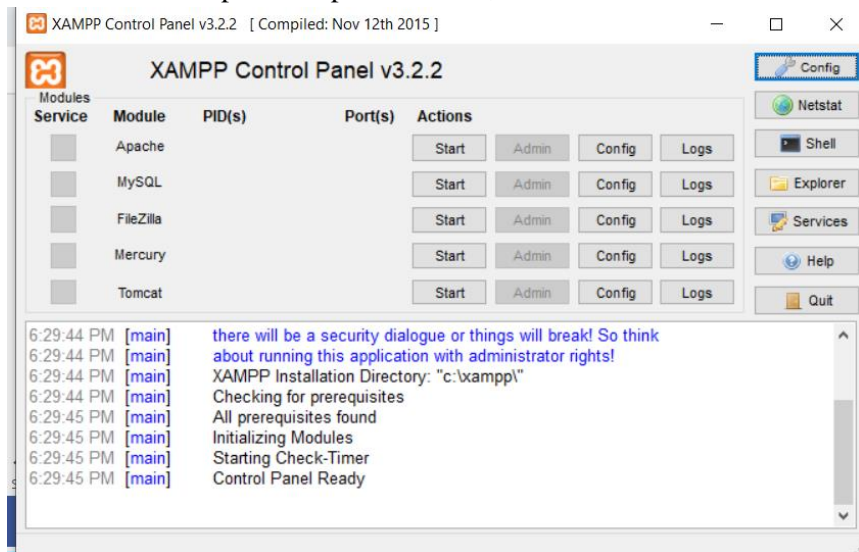 XAMPP Control Panel v3.2.2 [ Compiled: Nov 12th 2015 ]
XAMPP Control Panel v3.2.2
Config
Netstat
Shell
Explorer
Services
Help
Quit
Modules
Service Module PID(s) Port(s) Actions
Apache Start Admin Config Logs
MySQL Start Admin Config Logs
FileZilla Start Admin Config Logs
Mercury Start Admin Config Logs
Tomcat Start Admin Config Logs
6:29:44 PM [main] there will be a security dialogue or things will break! So think
6:29:44 PM [main] about running this application with administrator rights!
6:29:44 PM [main] XAMPP Installation Directory: "c:\xampp\"
6:29:44 PM [main] Checking for prerequisites
6:29:45 PM [main] All prerequisites found
6:29:45 PM [main] Initializing Modules
6:29:45 PM [main] Starting Check-Timer
6:29:45 PM [main] Control Panel Ready